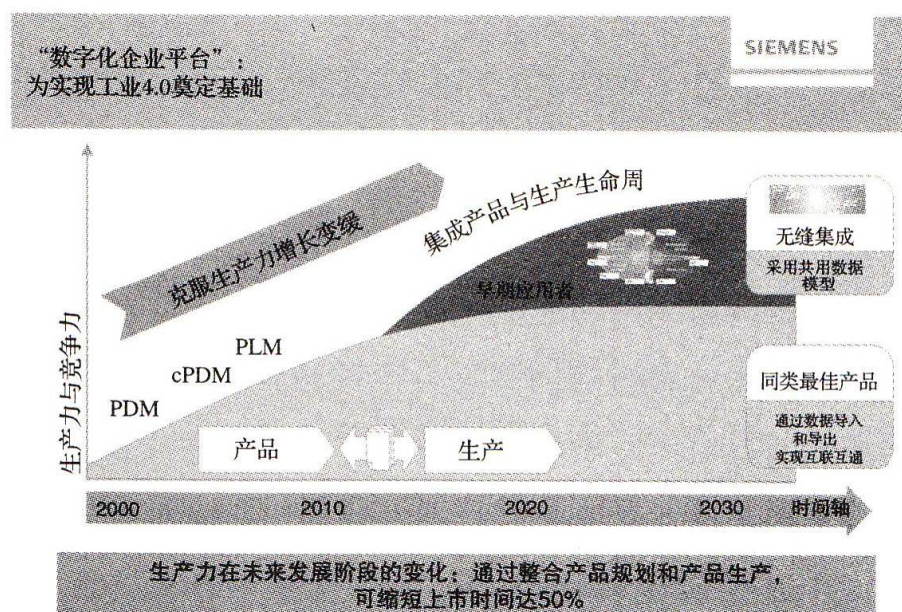 “数字化企业平台”：
为实现工业4.0奠定基础
SIEMENS
生产力与竞争力
克服生产力增长变缓
集成产品与生产生命周
早期应用者
PLM
cPDM
PDM
产品
生产
无缝集成
采用共用数据
模型
同类最佳产品
通过数据导入
和导出
实现互联互通
2000
2010
2020
2030
时间轴
生产力在未来发展阶段的变化：通过整合产品规划和产品生产，
可缩短上市时间达50%